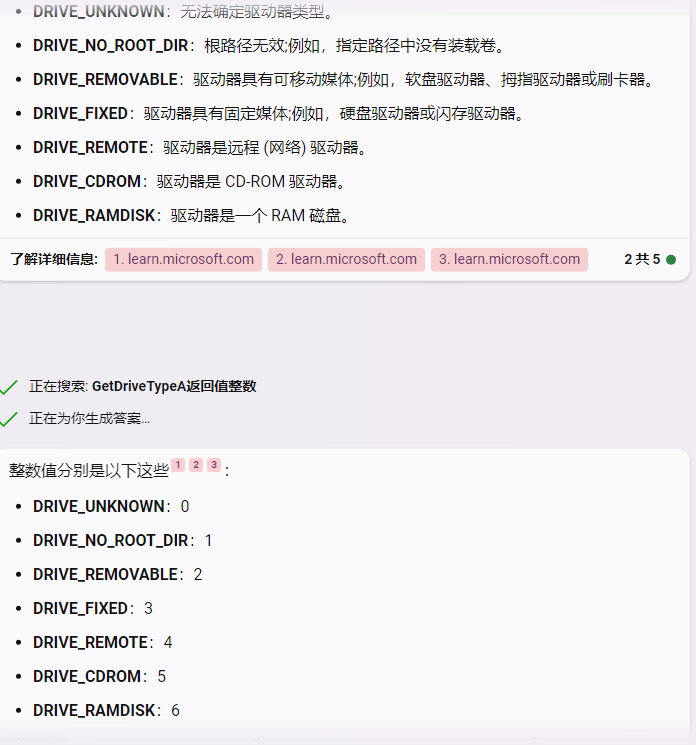 • DRIVE_UNKNOWN：无法确定驱动器类型。
• DRIVE_NO_ROOT_DIR：根路径无效;例如，指定路径中没有装载卷。
• DRIVE_REMOVABLE：驱动器具有可移动媒体;例如，软盘驱动器、拇指驱动器或刷卡器。
• DRIVE_FIXED：驱动器具有固定媒体;例如，硬盘驱动器或闪存驱动器。
• DRIVE_REMOTE：驱动器是远程 (网络) 驱动器。
• DRIVE_CDROM：驱动器是 CD-ROM 驱动器。
• DRIVE_RAMDISK：驱动器是一个 RAM 磁盘。
了解详细信息: 1. learn.microsoft.com 2. learn.microsoft.com 3. learn.microsoft.com 2 共 5
正在搜索: GetDriveTypeA返回值整数
正在为你生成答案...
整数值分别是以下这些 1 2 3 ：
• DRIVE_UNKNOWN：0
• DRIVE_NO_ROOT_DIR：1
• DRIVE_REMOVABLE：2
• DRIVE_FIXED：3
• DRIVE_REMOTE：4
• DRIVE_CDROM：5
• DRIVE_RAMDISK：6